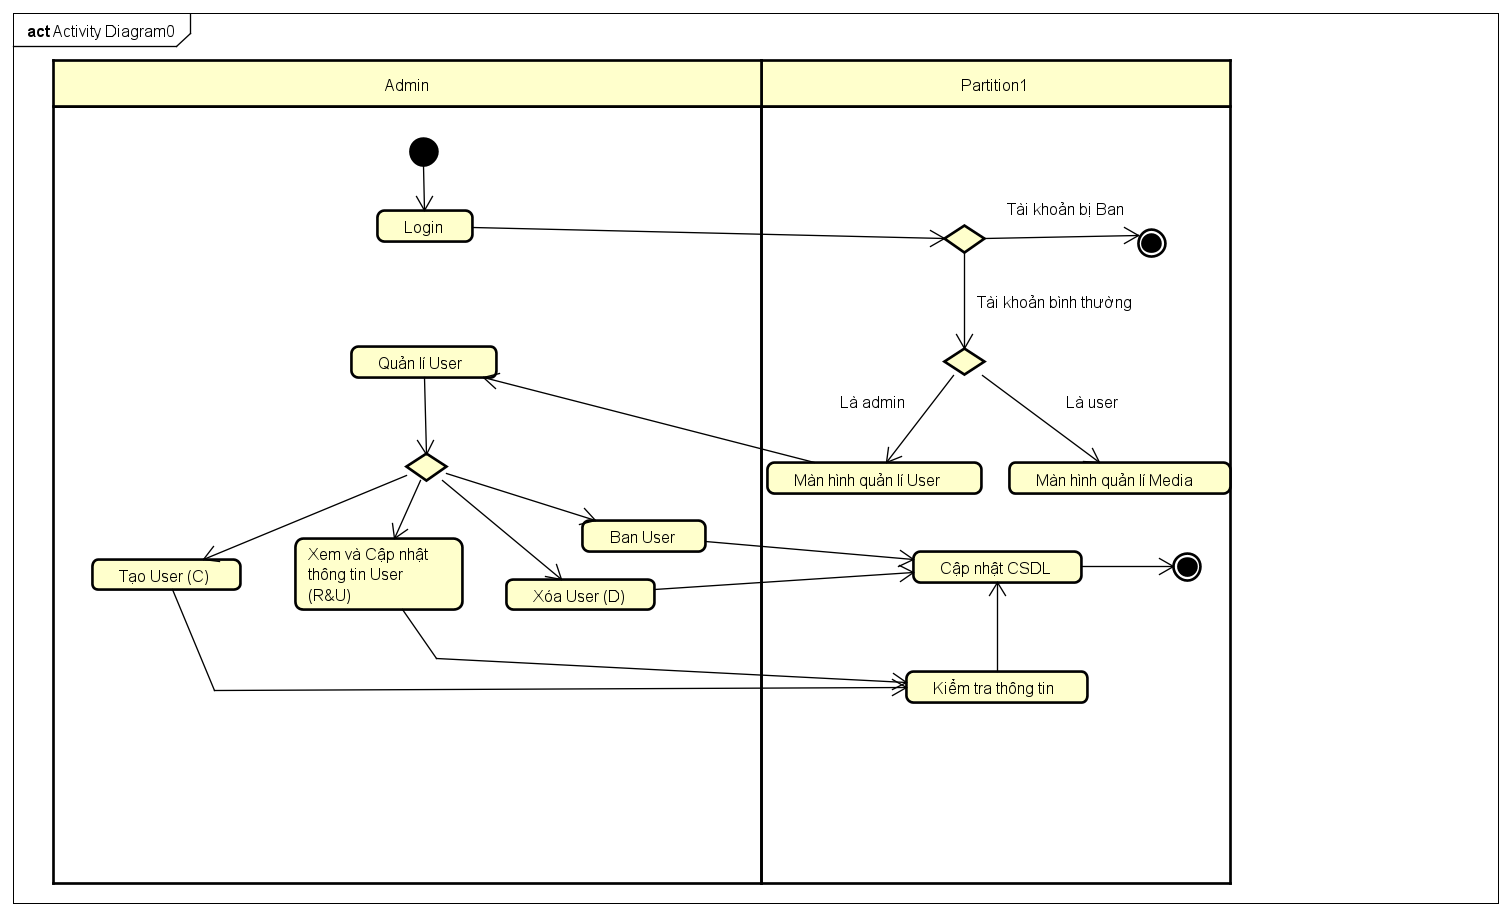 act Activity Diagram0
Admin
Partition1
Tài khoản bị Ban
Login
Tài khoản bình thường
Quản lí User
Là admin
Là user
Màn hình quản lí User
Màn hình quản lí Media
Ban User
Xem và Cập nhật
thông tin User
(R&U)
Tạo User (C)
Xóa User (D)
Cập nhật CSDL
Kiểm tra thông tin